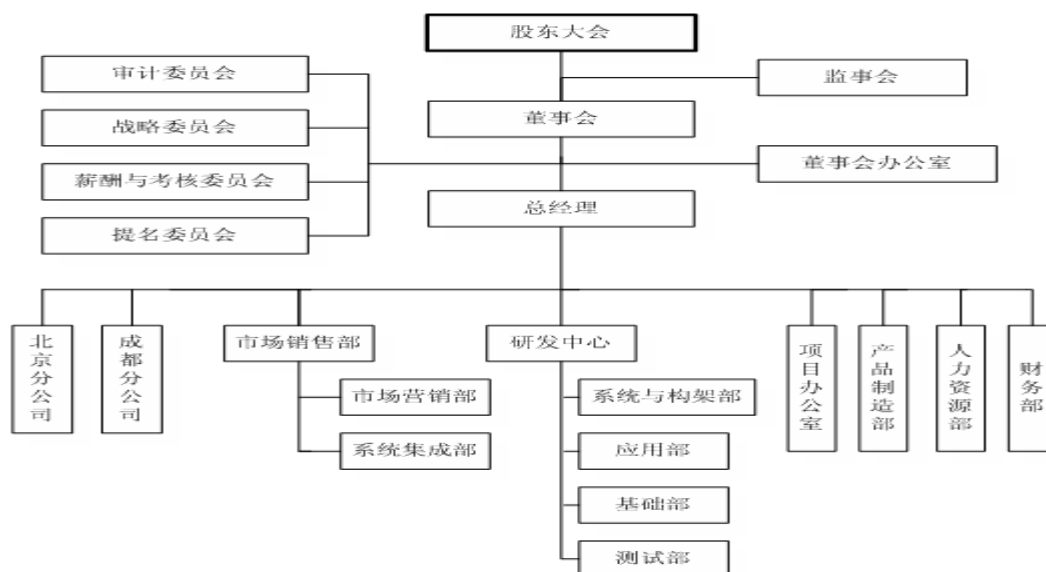 股东大会
审计委员会
监事会
战略委员会
董事会
薪酬与考核委员会
董事会办公室
总经理
提名委员会
北京分公司
成都分公司
市场销售部
研发中心
项目办公室
产品制造部
人力资源部
财务部
市场营销部
系统与构架部
系统集成部
应用部
基础部
测试部